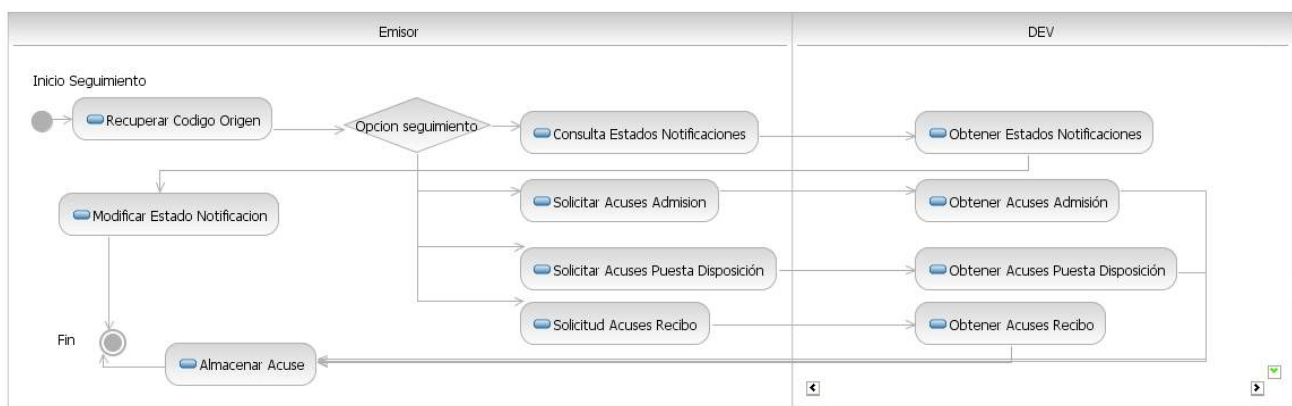 Emisor
DEV
Inicio Seguimiento
Recuperar Codigo Origen
Opcion seguimiento
Consulta Estados Notificaciones
Obtener Estados Notificaciones
Modificar Estado Notificacion
Solicitar Acuses Admision
Obtener Acuses Admisión
Solicitar Acuses Puesta Disposición
Obtener Acuses Puesta Disposición
Solicitud Acuses Recibo
Obtener Acuses Recibo
Fin
Almacenar Acuse